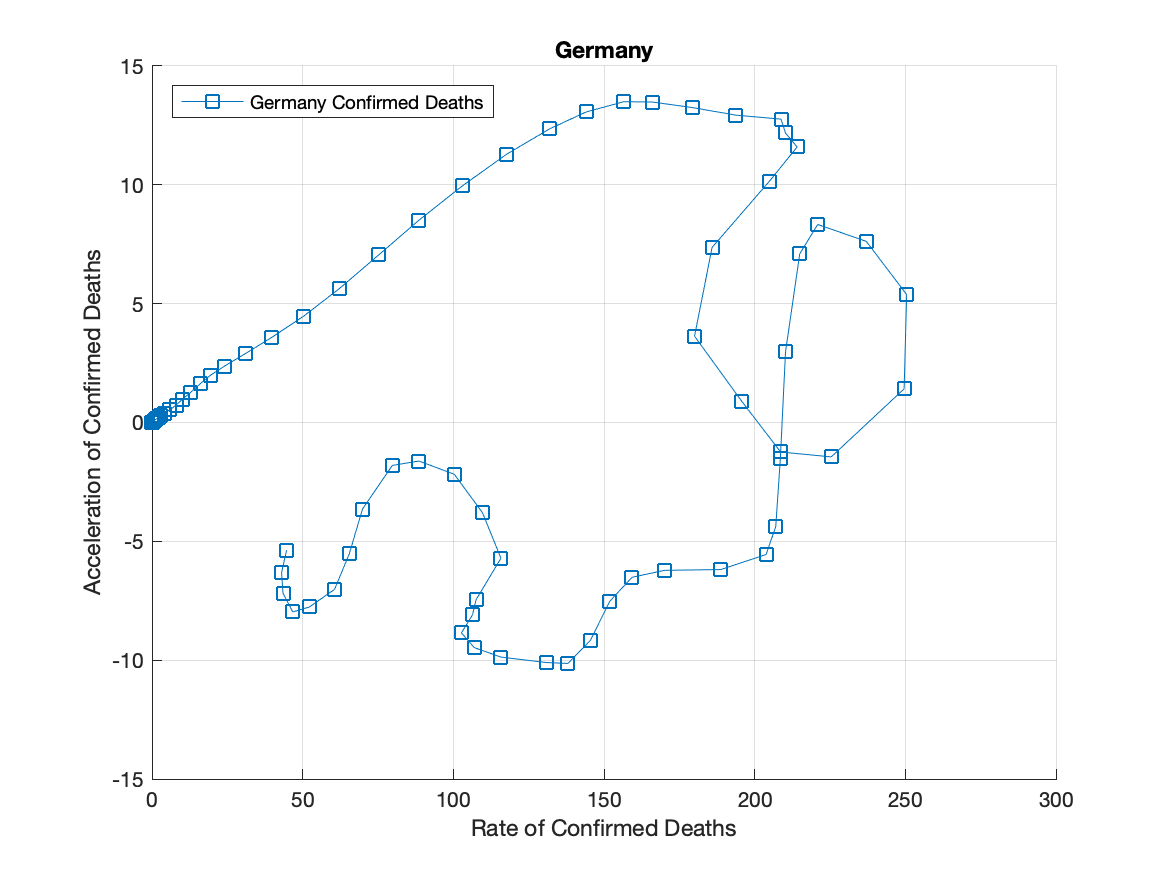 Germany
Germany Confirmed Deaths
Acceleration of Confirmed Deaths
15
10
5
0
-5
-10
-15
0 50 100 150 200 250 300
Rate of Confirmed Deaths